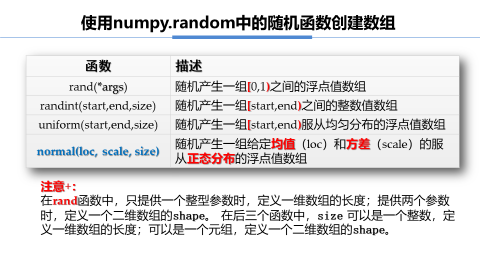 使用numpy.random中的随机函数创建数组
函数 描述
rand(*args) 随机产生一组[0,1)之间的浮点值数组
randint(start,end,size) 随机产生一组[start,end)之间的整数值数组
uniform(start,end,size) 随机产生一组[start,end)服从均匀分布的浮点值数组
normal(loc, scale, size) 随机产生一组给定均值（loc）和方差（scale）的服
从正态分布的浮点值数组
注意+：
在rand函数中，只提供一个整型参数时，定义一维数组的长度；提供两个参数
时，定义一个二维数组的shape。 在后三个函数中，size 可以是一个整数，定
义一维数组的长度；可以是一个元组，定义一个二维数组的shape。